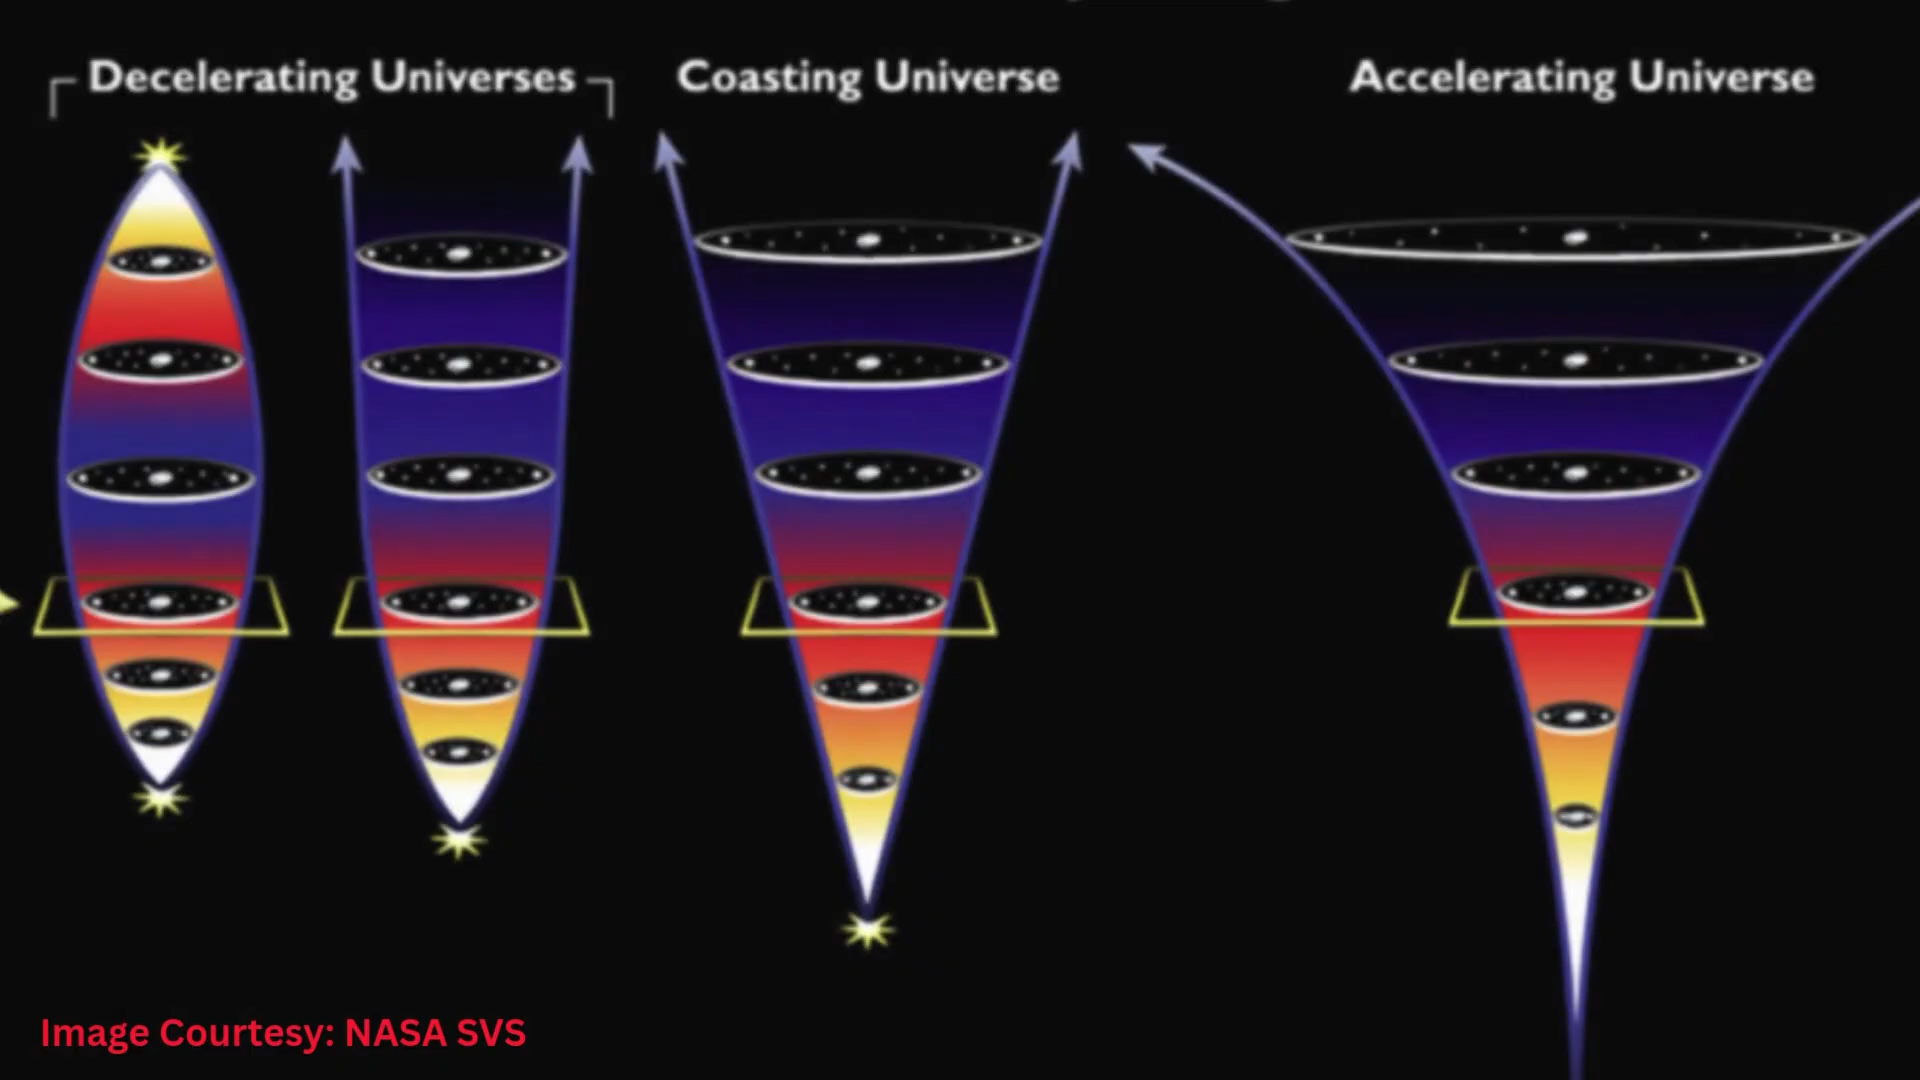 Decelerating Universes
Coasting Universe
Accelerating Universe
Image Courtesy: NASA SVS